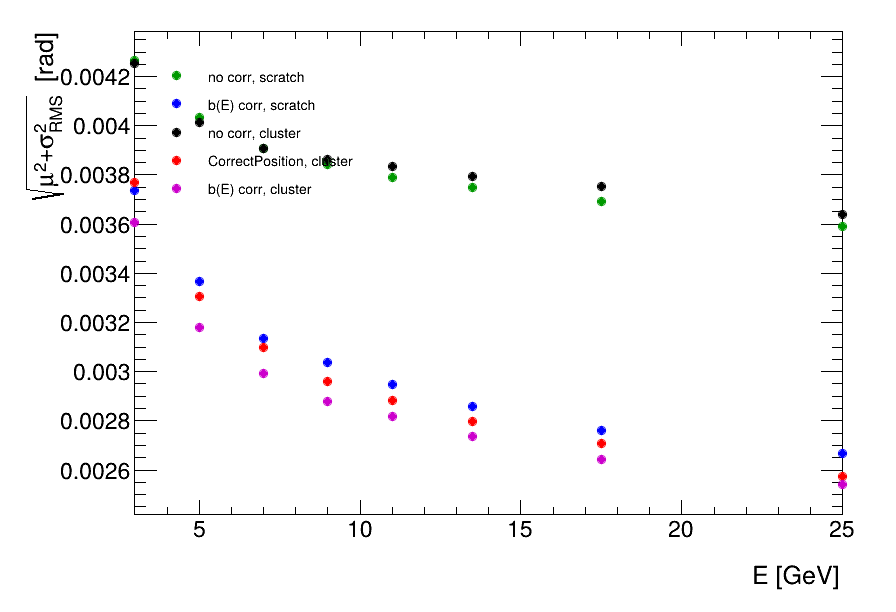 √μ²+σ²RMS [rad]
0.0042
0.004
0.0038
0.0036
0.0034
0.0032
0.003
0.0028
0.0026
no corr, scratch
b(E) corr, scratch
no corr, cluster
CorrectPosition, cluster
b(E) corr, cluster
5 10 15 20 25
E [GeV]